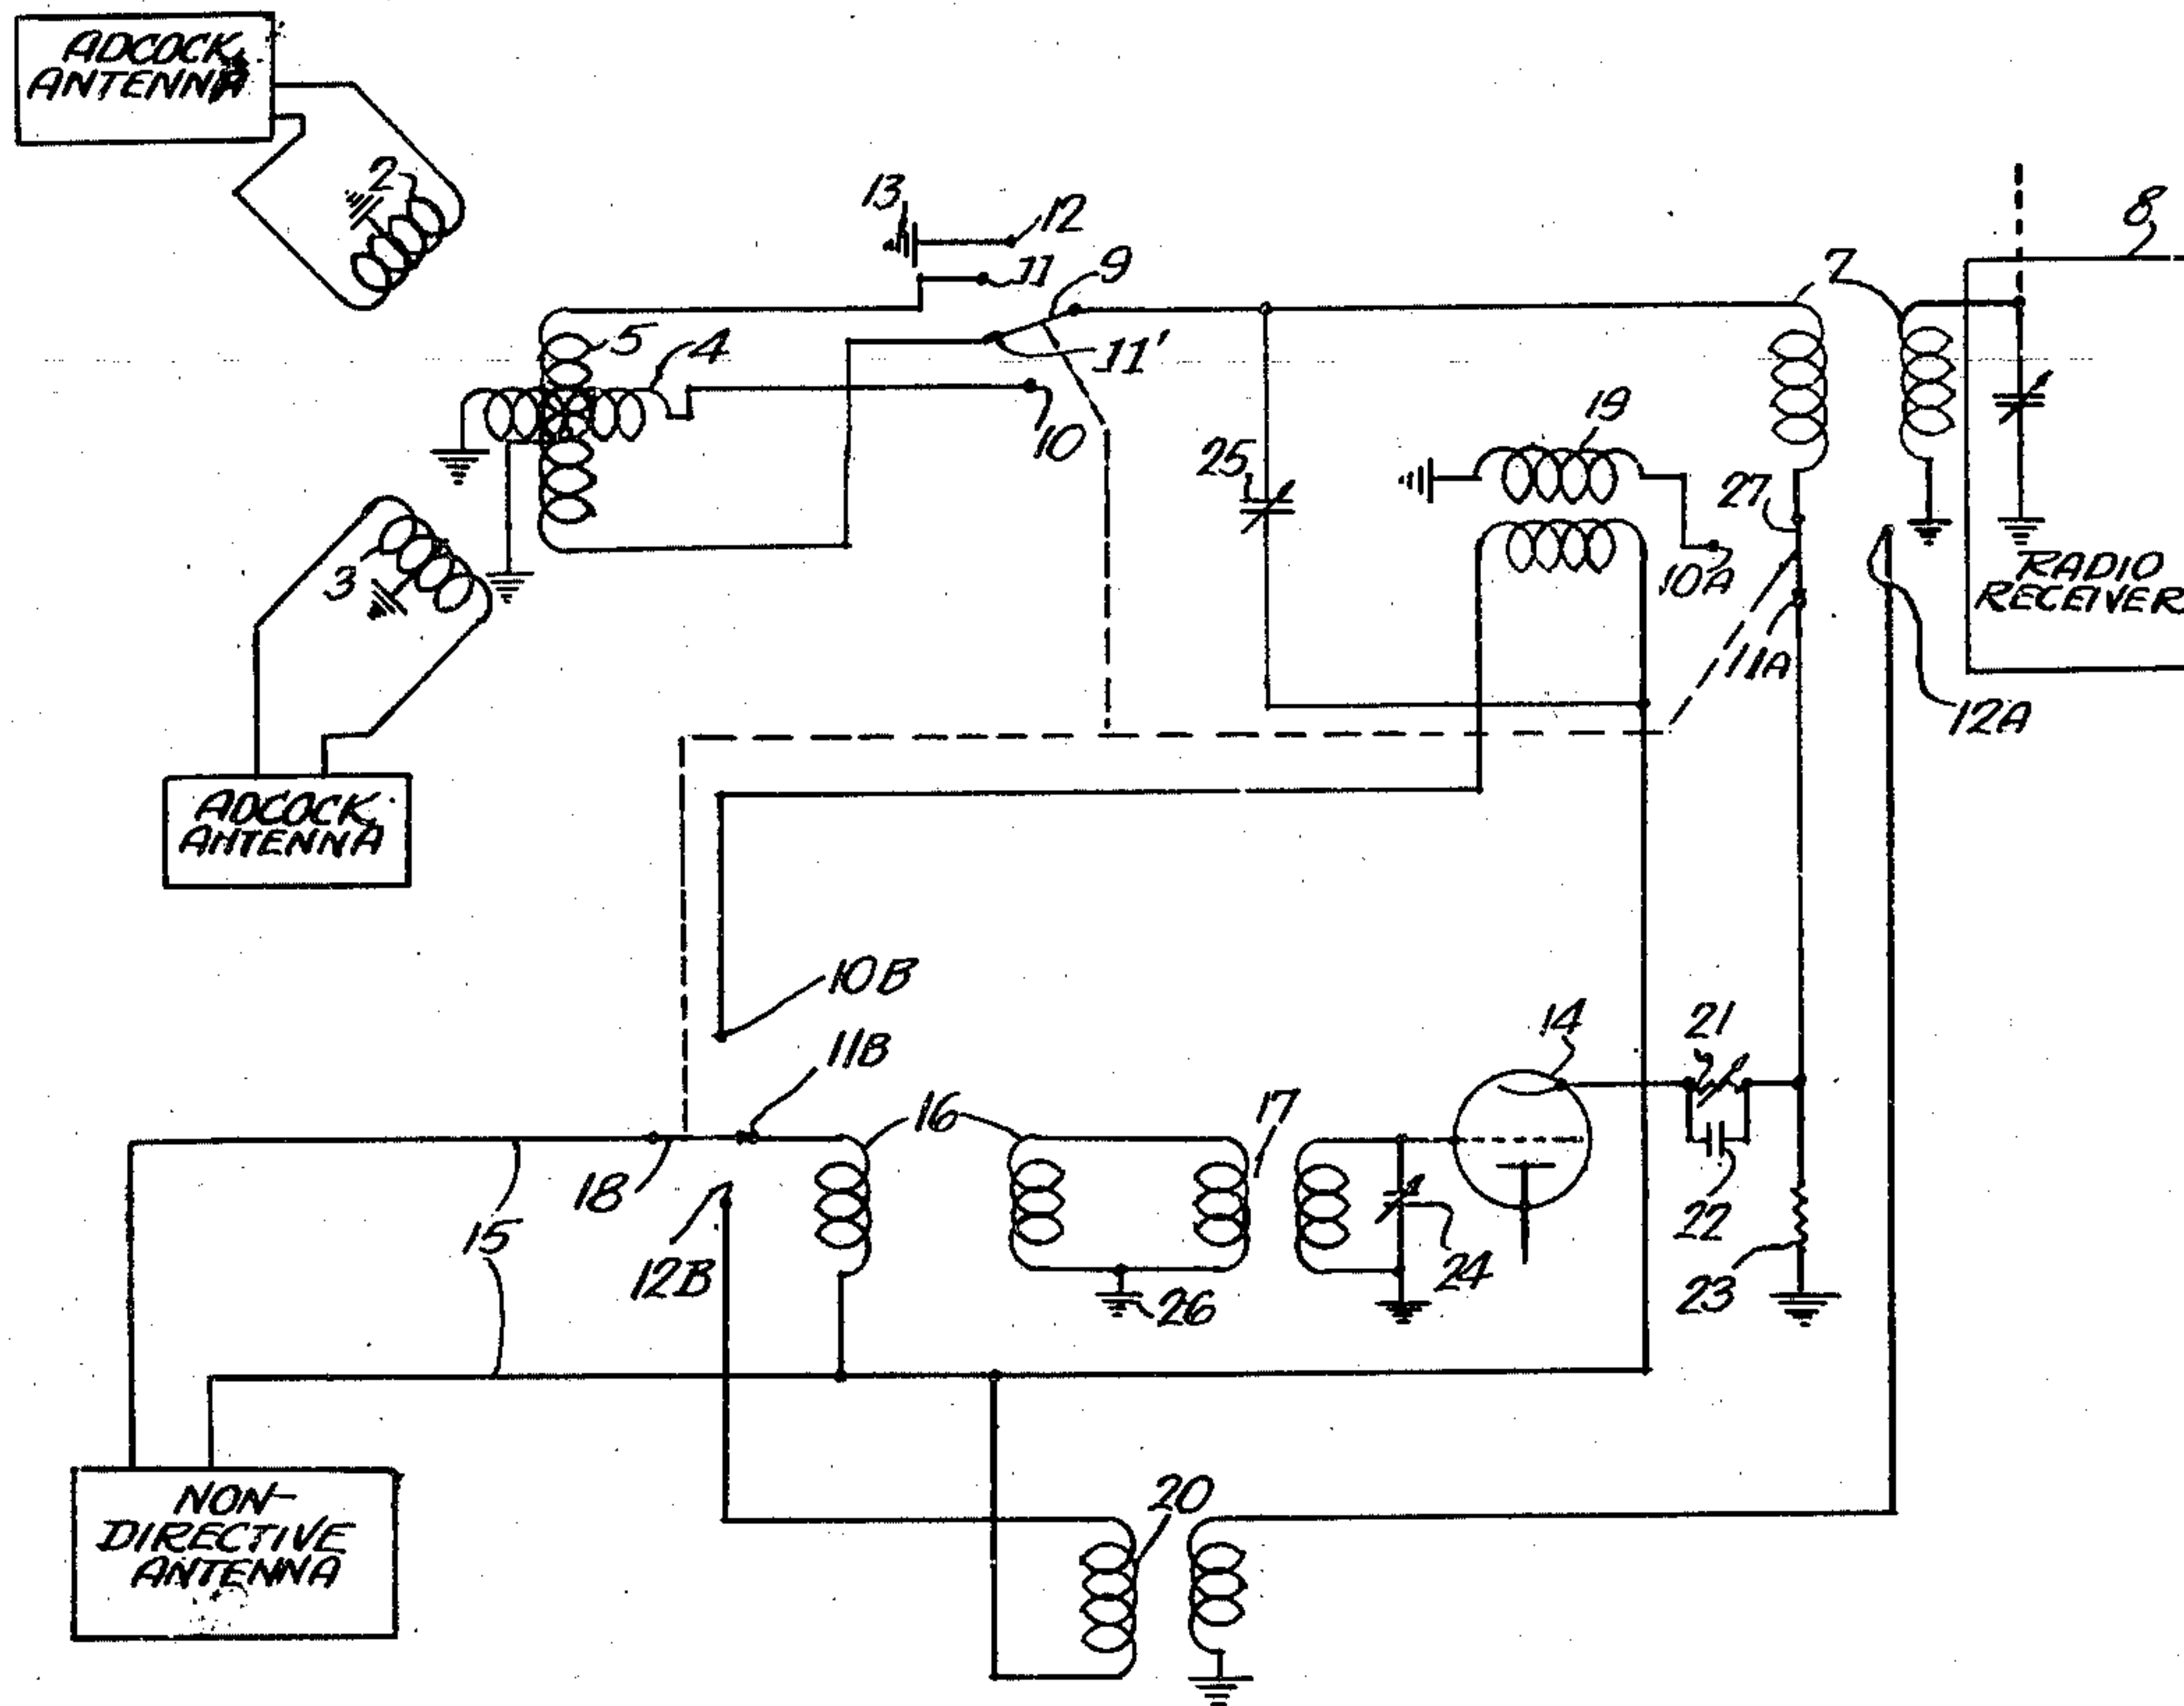 ADCOCK
ANTENNA
2
13
12
11
9
8
7
5
4
11'
10
19
25
27
3
10A
RADIO
RECEIVER
11A
12A
ADCOCK
ANTENNA
10B
14
21
11B
16
17
18
15
22
12B
24
23
26
NON-
DIRECTIVE
ANTENNA
20